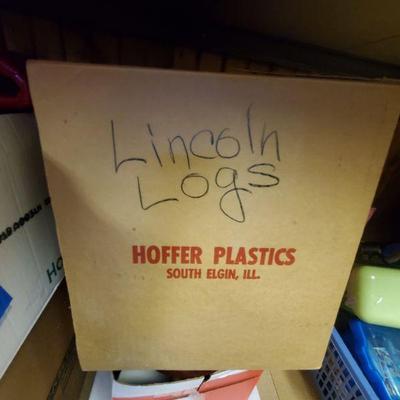 Lincoln
Logs
HOFFER PLASTICS
SOUTH ELGIN, ILL.